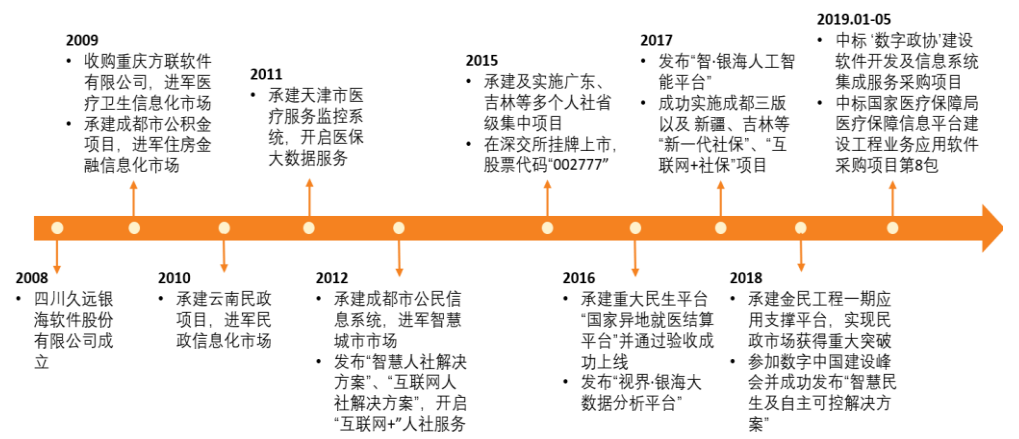 2009
• 收购重庆方联软件
有限公司，进军医
疗卫生信息化市场
• 承建成都市公积金
项目，进军住房金
融信息化市场
2011
• 承建天津市医
疗服务监控系
统，开启医保
大数据服务
2015
• 承建及实施广东、
吉林等多个人社省
级集中项目
• 在深交所挂牌上市，
股票代码“002777”
2017
• 发布“智·银海人工智
能平台”
• 成功实施成都三版
以及 新疆、吉林等
“新一代社保”、“互
联网+社保”项目
2019.01-05
• 中标 ‘数字政协’建设
软件开发及信息系统
集成服务采购项目
• 中标国家医疗保障局
医疗保障信息平台建
设工程业务应用软件
采购项目第8包
2008
• 四川久远银
海软件股份
有限公司成
立
2010
• 承建云南民政
项目，进军民
政信息化市场
2012
• 承建成都市公民信
息系统，进军智慧
城市市场
• 发布“智慧人社解决
方案”、“互联网人
社解决方案”，开启
“互联网+”人社服务
2016
• 承建重大民生平台
“国家异地就医结算
平台”并通过验收成
功上线
• 发布“视界·银海大
数据分析平台”
2018
• 承建金民工程一期应
用支撑平台，实现民
政市场获得重大突破
• 参加数字中国建设峰
会并成功发布“智慧民
生及自主可控解决方
案”